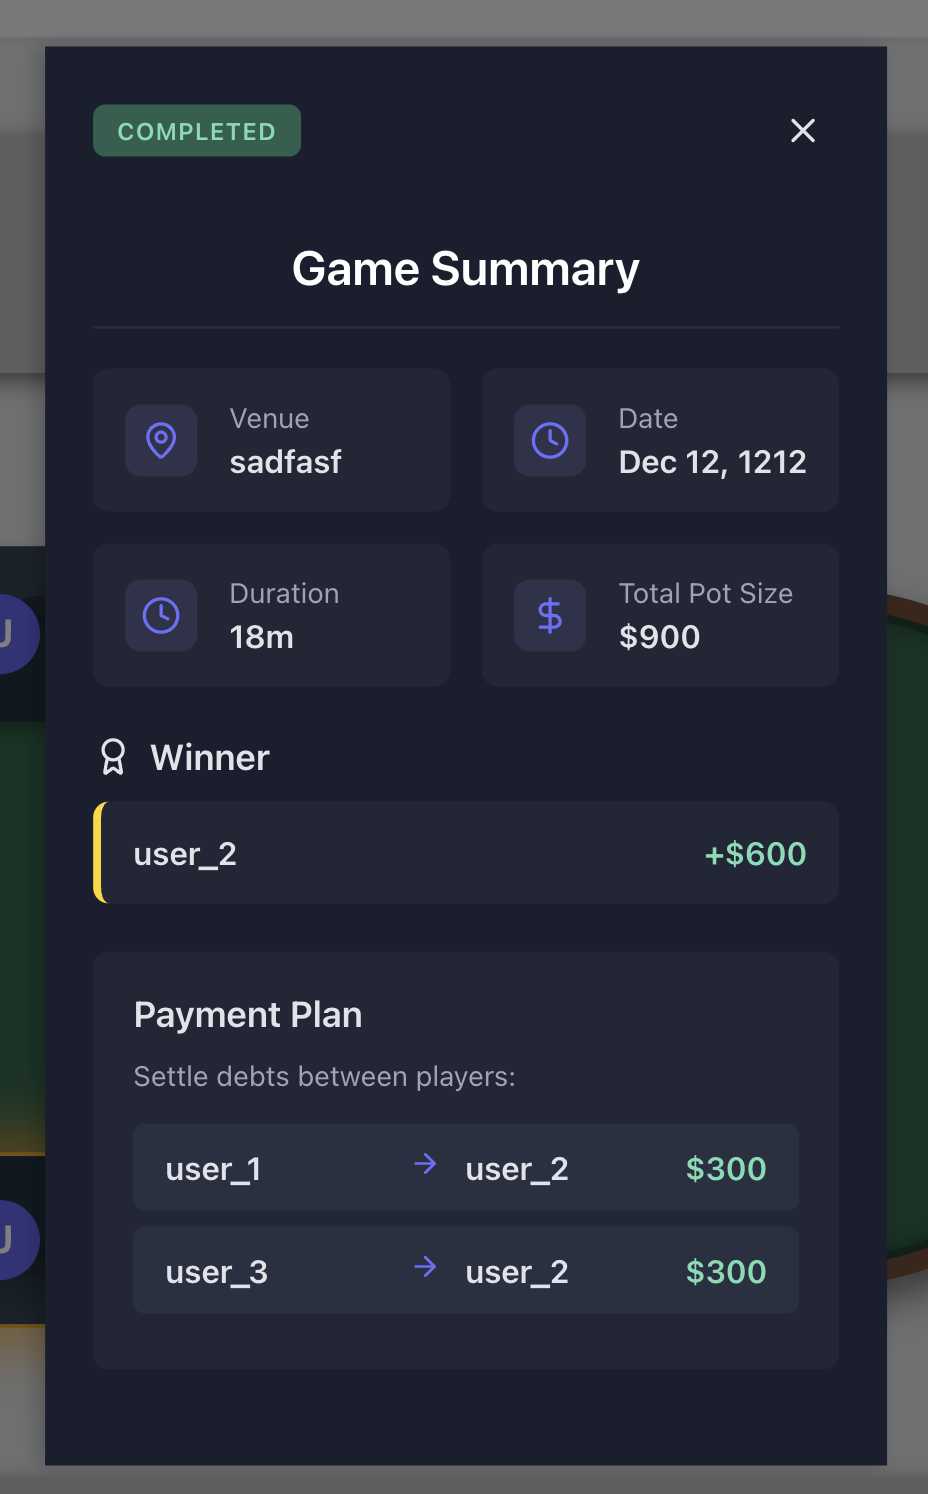 COMPLETED
Game Summary
Venue
sadfasf
Date
Dec 12, 1212
Duration
18m
Total Pot Size
$900
Winner
user_2
+$600
Payment Plan
Settle debts between players:
user_1 → user_2 $300
user_3 → user_2 $300